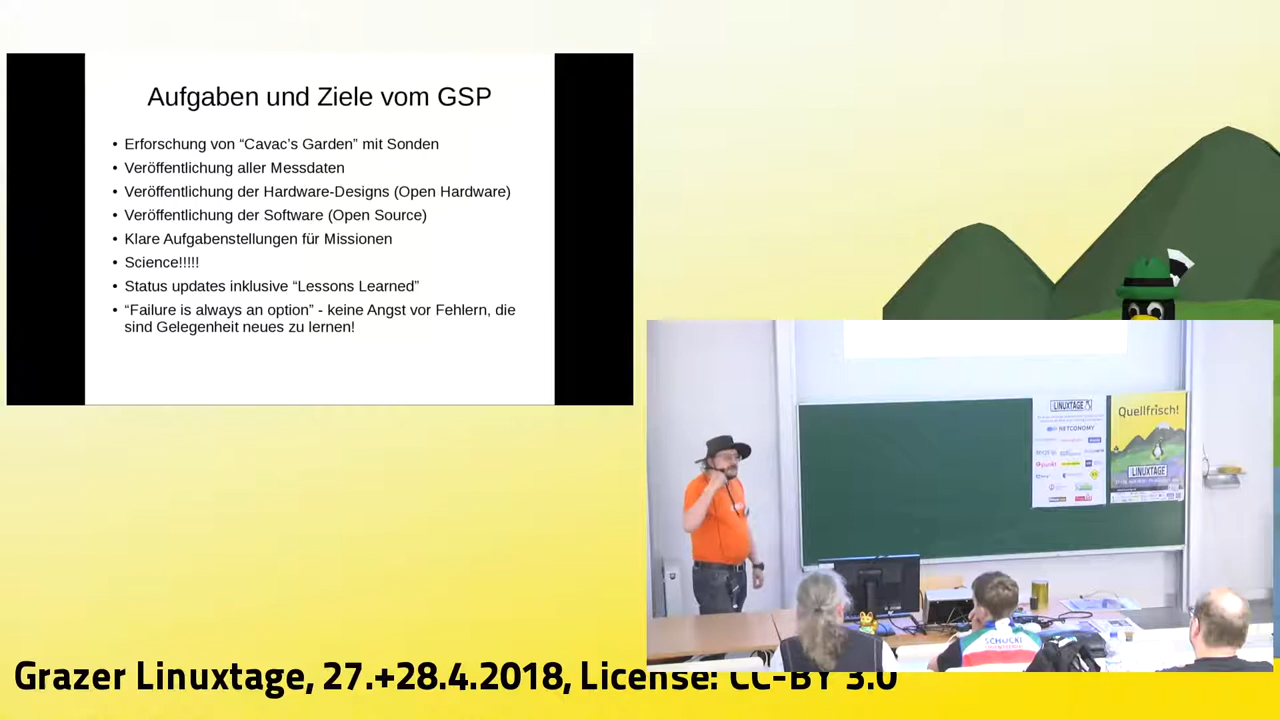 Aufgaben und Ziele vom GSP
• Erforschung von “Cavac’s Garden” mit Sonden
• Veröffentlichung aller Messdaten
• Veröffentlichung der Hardware-Designs (Open Hardware)
• Veröffentlichung der Software (Open Source)
• Klare Aufgabenstellungen für Missionen
• Science!!!!!
• Status updates inklusive “Lessons Learned”
• “Failure is always an option” - keine Angst vor Fehlern, die
sind Gelegenheit neues zu lernen!
LINUXTAGE
NETCONOMY
punkt
Quellfrisch!
LINUXTAGE
SCHÖCKL
Grazer Linuxtage, 27.+28.4.2018, License: CC-BY 3.0